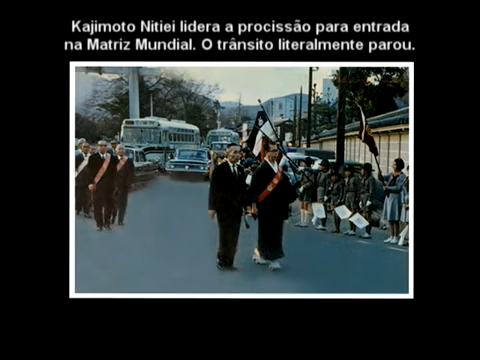 Kajimoto Nitiei lidera a procissão para entrada
na Matriz Mundial. O trânsito literalmente parou.